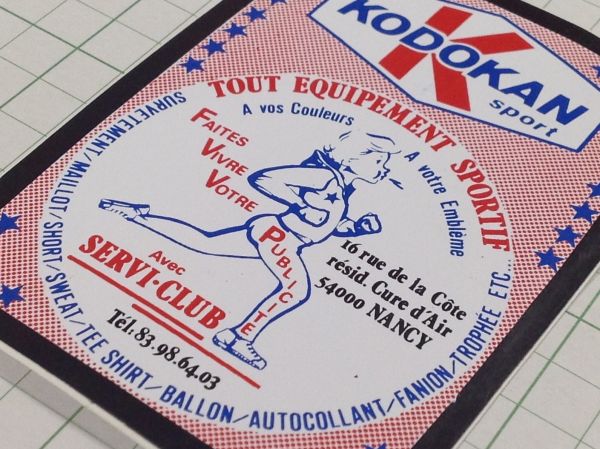 KODOKAN
K
sport
TOUT EQUIPEMENT SPORTIF
A vos Couleurs
A votre Emblème
FAITES
VIVRE
VOTRE
PUBLICITÉ
Avec
SERVI-CLUB
Tél: 83.98.64.03
16 rue de la Côte
résid. Cure d'Air
54000 NANCY
SURVETEMENT/MAILLOT/SHORT/SWEAT/TEE SHIRT/BALLON/AUTOCOLLANT/FANION/TROPHEE ETC.